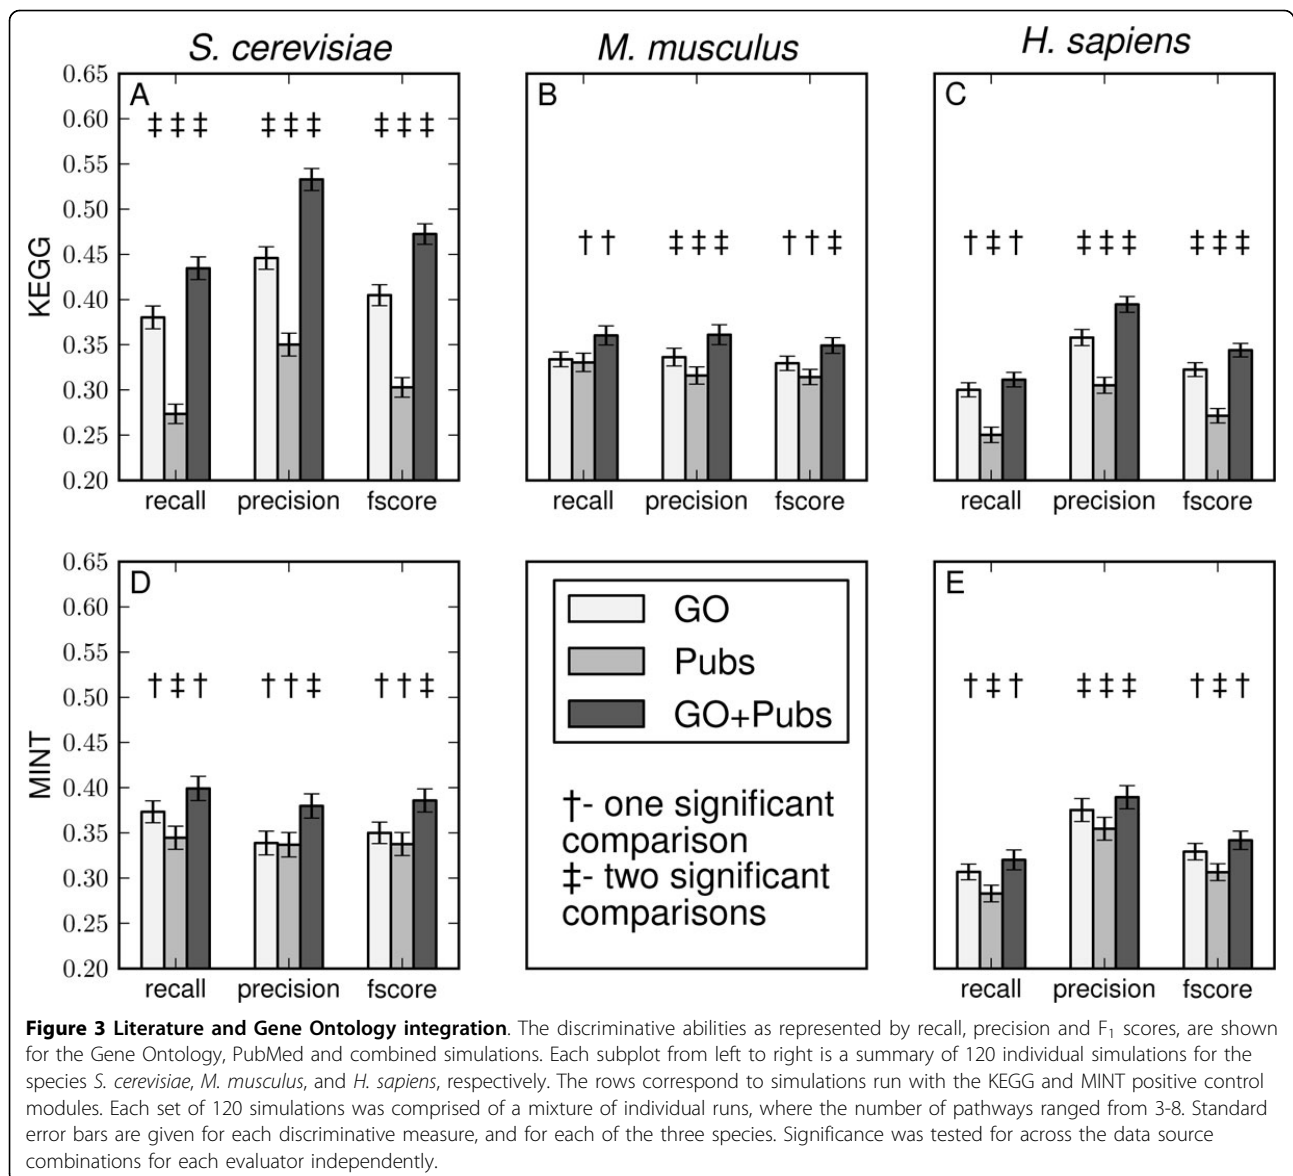 S. cerevisiae
M. musculus
H. sapiens
KEGG
0.65
0.60
0.55
0.50
0.45
0.40
0.35
0.30
0.25
0.20
A
‡ ‡ ‡ ‡ ‡ ‡ ‡ ‡ ‡
recall precision fscore
B
† † ‡ ‡ ‡ † † ‡
recall precision fscore
C
† ‡ † ‡ ‡ ‡ ‡ ‡ ‡
recall precision fscore
MINT
0.65
0.60
0.55
0.50
0.45
0.40
0.35
0.30
0.25
0.20
D
† ‡ † † † ‡ † † ‡
recall precision fscore
GO
Pubs
GO+Pubs
†- one significant
comparison
‡- two significant
comparisons
E
† ‡ † ‡ ‡ ‡ † ‡ †
recall precision fscore
Figure 3 Literature and Gene Ontology integration. The discriminative abilities as represented by recall, precision and F₁ scores, are shown
for the Gene Ontology, PubMed and combined simulations. Each subplot from left to right is a summary of 120 individual simulations for the
species S. cerevisiae, M. musculus, and H. sapiens, respectively. The rows correspond to simulations run with the KEGG and MINT positive control
modules. Each set of 120 simulations was comprised of a mixture of individual runs, where the number of pathways ranged from 3-8. Standard
error bars are given for each discriminative measure, and for each of the three species. Significance was tested for across the data source
combinations for each evaluator independently.